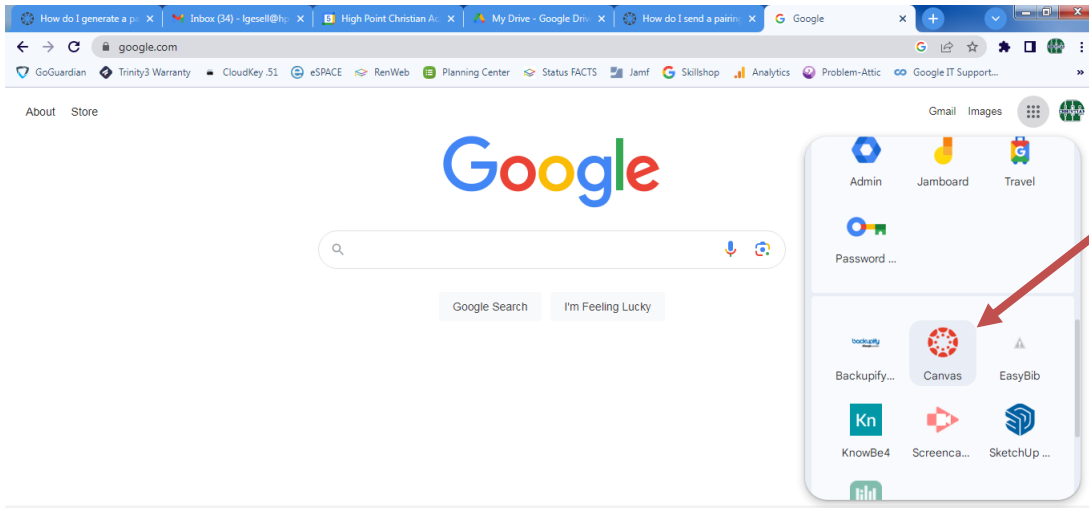 How do I generate a pa
Inbox (34) - lgesell@hp
High Point Christian Ac
My Drive - Google Driv
How do I send a pairin
Google
google.com
GoGuardian
Trinity3 Warranty
CloudKey .51
eSPACE
RenWeb
Planning Center
Status FACTS
Jamf
Skillshop
Analytics
Problem-Attic
Google IT Support...
»
About Store
Gmail Images
Google
Admin Jamboard Travel
Password ...
Google Search I'm Feeling Lucky
backupify
Backupify... Canvas EasyBib
Kn
KnowBe4 Screenca... SketchUp ...